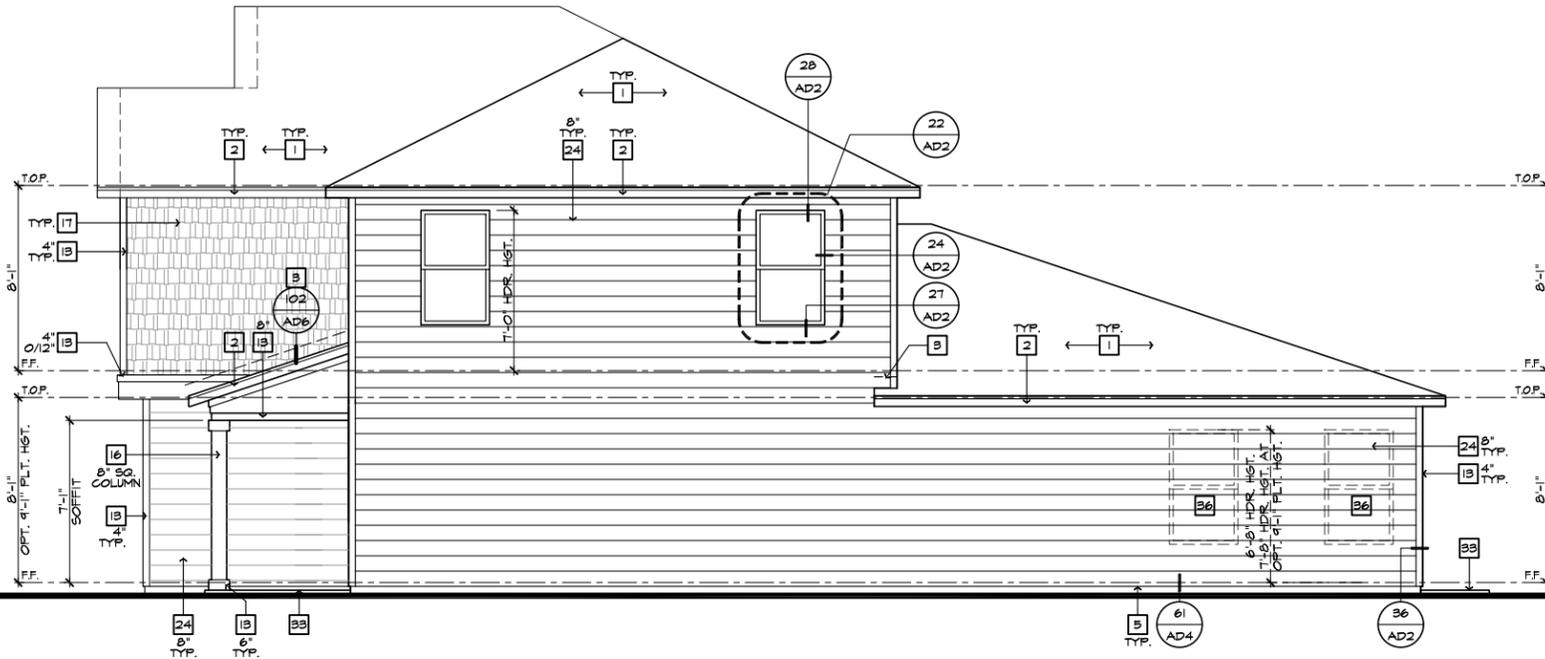 28
AD2
TYP.
1
22
AD2
TYP.
2
TYP.
1
8"
TYP.
24
TYP.
2
T.O.P.
T.O.P.
TYP. 17
4"
TYP.
13
24
AD2
8'-1"
7'-0" HDR. HGT.
8'-1"
3
102
AD6
27
AD2
4"
0/12"
13
2
8"
13
3
TYP.
2
TYP.
1
F.F.
F.F.
T.O.P.
T.O.P.
8'-1"
OPT. 9'-1" PLT. HGT.
7'-1"
SOFFIT
16
8" SQ.
COLUMN
13
4"
TYP.
36
6'-8" HDR. HGT.
7'-8" HDR. HGT. AT
OPT. 9'-1" PLT. HGT.
36
24 8"
TYP.
13 4"
TYP.
8'-1"
33
F.F.
F.F.
24
8"
TYP.
13
6"
TYP.
33
5
TYP.
61
AD4
36
AD2